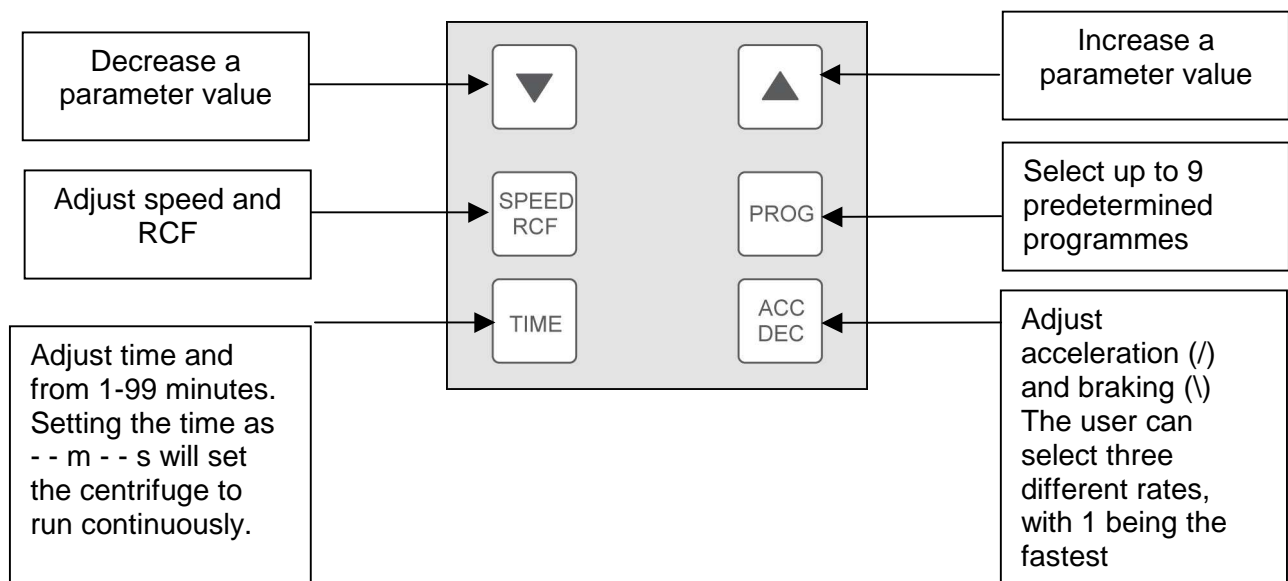 Decrease a
parameter value
Increase a
parameter value
Adjust speed and
RCF
SPEED
RCF
PROG
Select up to 9
predetermined
programmes
TIME
ACC
DEC
Adjust time and
from 1-99 minutes.
Setting the time as
- - m - - s will set
the centrifuge to
run continuously.
Adjust
acceleration (/)
and braking (\)
The user can
select three
different rates,
with 1 being the
fastest